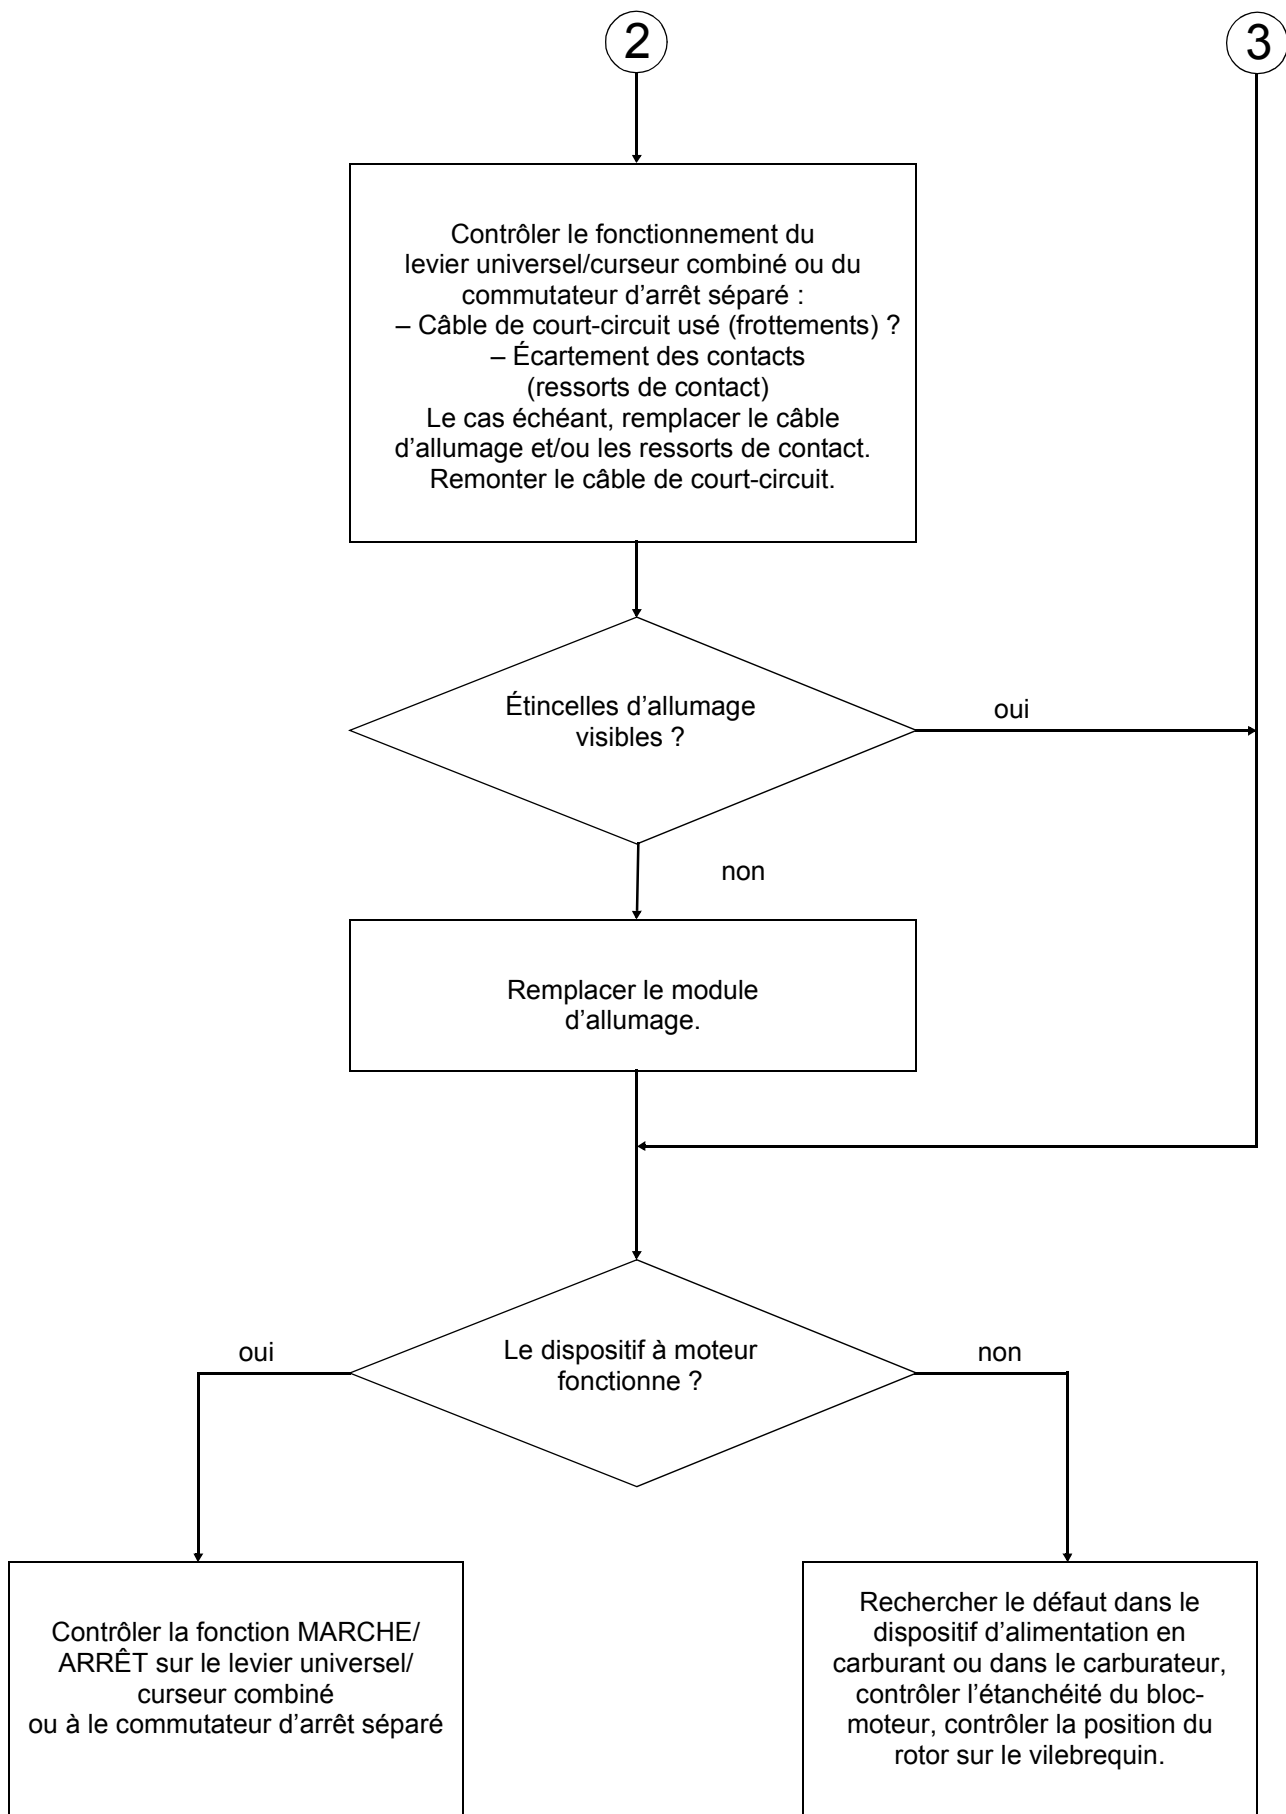 2
3
Contrôler le fonctionnement du
levier universel/curseur combiné ou du
commutateur d’arrêt séparé :
– Câble de court-circuit usé (frottements) ?
– Écartement des contacts
(ressorts de contact)
Le cas échéant, remplacer le câble
d’allumage et/ou les ressorts de contact.
Remonter le câble de court-circuit.
Étincelles d’allumage
visibles ?
oui
non
Remplacer le module
d’allumage.
Le dispositif à moteur
fonctionne ?
oui
non
Contrôler la fonction MARCHE/
ARRÊT sur le levier universel/
curseur combiné
ou à le commutateur d’arrêt séparé
Rechercher le défaut dans le
dispositif d’alimentation en
carburant ou dans le carburateur,
contrôler l’étanchéité du bloc-
moteur, contrôler la position du
rotor sur le vilebrequin.